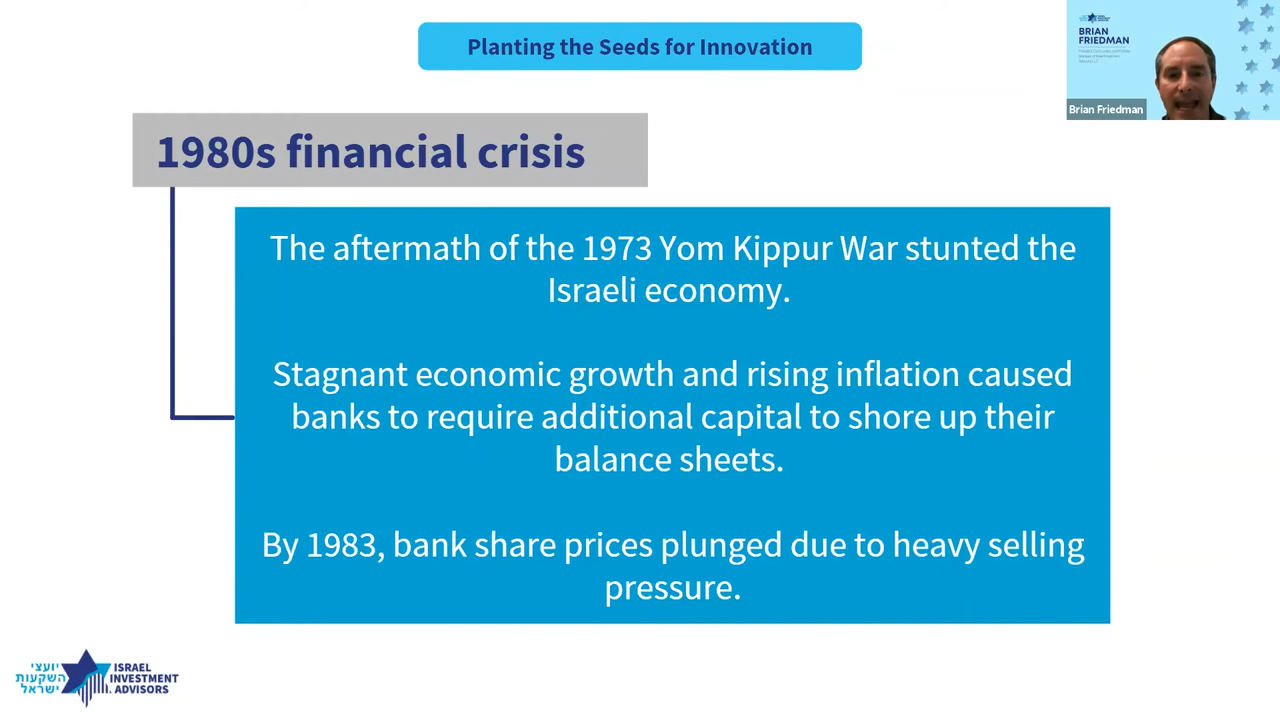 Planting the Seeds for Innovation
BRIAN
FRIEDMAN
Brian Friedman
1980s financial crisis
The aftermath of the 1973 Yom Kippur War stunted the
Israeli economy.
Stagnant economic growth and rising inflation caused
banks to require additional capital to shore up their
balance sheets.
By 1983, bank share prices plunged due to heavy selling
pressure.
יועצי
השקעות
ישראל
ISRAEL
INVESTMENT
ADVISORS